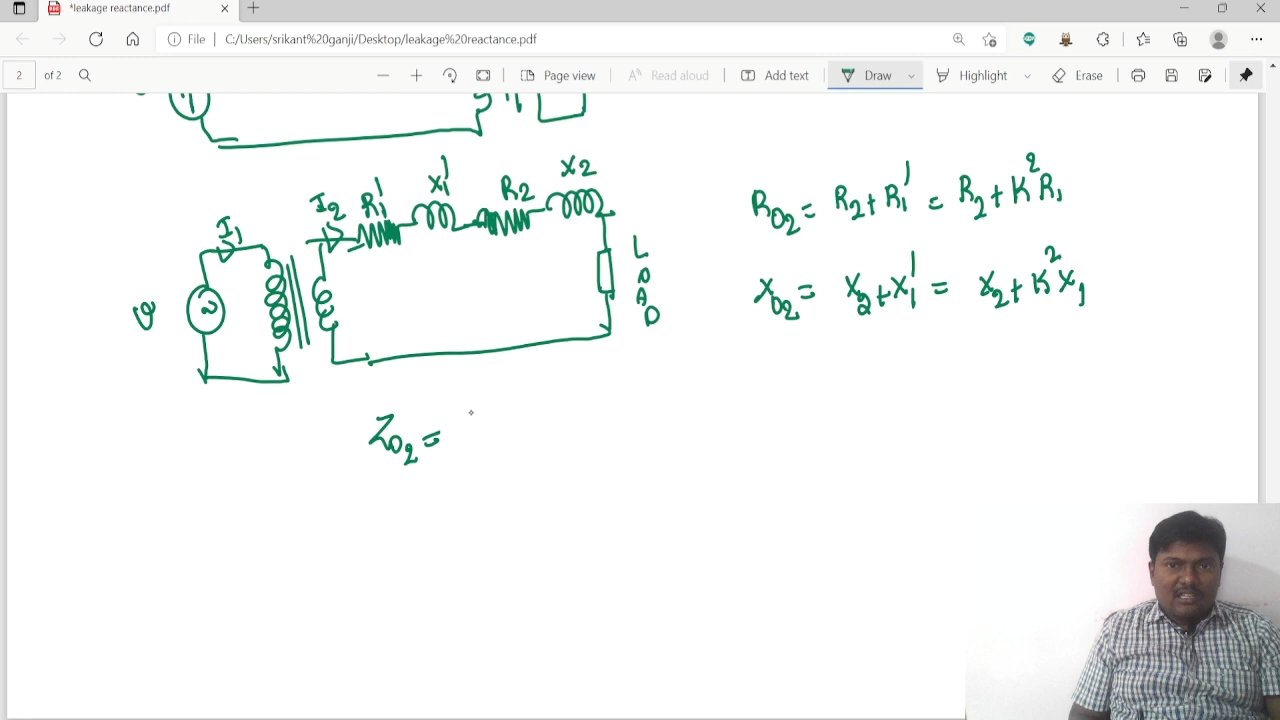 *leakage reactance.pdf
File | C:/Users/srikant%20ganji/Desktop/leakage%20reactance.pdf
2 of 2 Page view Read aloud Add text Draw Highlight Erase
I₁ I₂ R₁' X₁' R₂ X₂
V
LOAD
R₀₂ = R₂ + R₁' = R₂ + K²R₁
X₀₂ = X₂ + X₁' = X₂ + K²X₁
Z₀₂ =